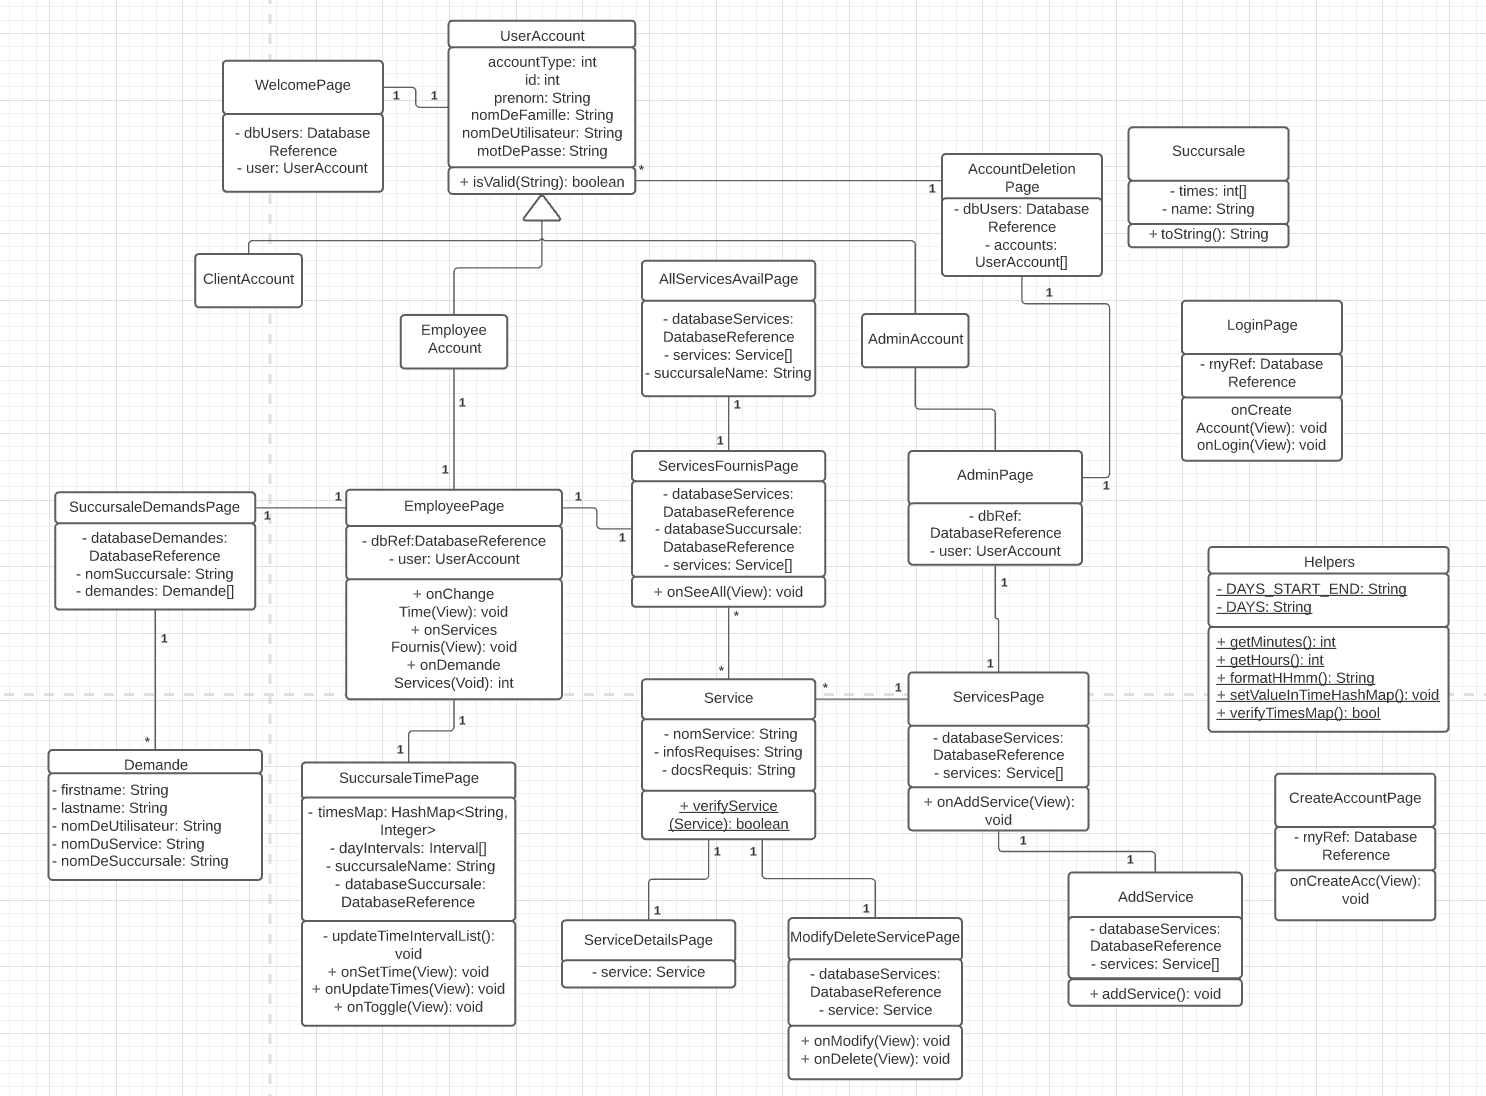 UserAccount
accountType: int
id: int
prenom: String
nomDeFamille: String
nomDeUtilisateur: String
motDePasse: String
+ isValid(String): boolean
WelcomePage
- dbUsers: Database
Reference
- user: UserAccount
1
1
*
1
AccountDeletion
Page
- dbUsers: Database
Reference
- accounts:
UserAccount[]
1
Succursale
- times: int[]
- name: String
+ toString(): String
ClientAccount
Employee
Account
1
1
AllServicesAvailPage
- databaseServices:
DatabaseReference
- services: Service[]
- succursaleName: String
1
1
AdminAccount
LoginPage
- myRef: Database
Reference
onCreate
Account(View): void
onLogin(View): void
SuccursaleDemandsPage
- databaseDemandes:
DatabaseReference
- nomSuccursale: String
- demandes: Demande[]
1
1
EmployeePage
- dbRef:DatabaseReference
- user: UserAccount
+ onChange
Time(View): void
+ onServices
Fournis(View): void
+ onDemande
Services(Void): int
1
1
ServicesFournisPage
- databaseServices:
DatabaseReference
- databaseSuccursale:
DatabaseReference
- services: Service[]
+ onSeeAll(View): void
*
*
AdminPage
- dbRef:
DatabaseReference
- user: UserAccount
1
1
1
Helpers
- DAYS_START_END: String
- DAYS: String
+ getMinutes(): int
+ getHours(): int
+ formatHHmm(): String
+ setValueInTimeHashMap(): void
+ verifyTimesMap(): bool
1
*
Demande
- firstname: String
- lastname: String
- nomDeUtilisateur: String
- nomDuService: String
- nomDeSuccursale: String
1
1
SuccursaleTimePage
- timesMap: HashMap<String,
Integer>
- dayIntervals: Interval[]
- succursaleName: String
- databaseSuccursale:
DatabaseReference
- updateTimeIntervalList():
void
+ onSetTime(View): void
+ onUpdateTimes(View): void
+ onToggle(View): void
Service
- nomService: String
- infosRequises: String
- docsRequis: String
+ verifyService
(Service): boolean
*
1
ServicesPage
- databaseServices:
DatabaseReference
- services: Service[]
+ onAddService(View):
void
1
1
CreateAccountPage
- myRef: Database
Reference
onCreateAcc(View):
void
1
1
1
1
ServiceDetailsPage
- service: Service
ModifyDeleteServicePage
- databaseServices:
DatabaseReference
- service: Service
+ onModify(View): void
+ onDelete(View): void
AddService
- databaseServices:
DatabaseReference
- services: Service[]
+ addService(): void